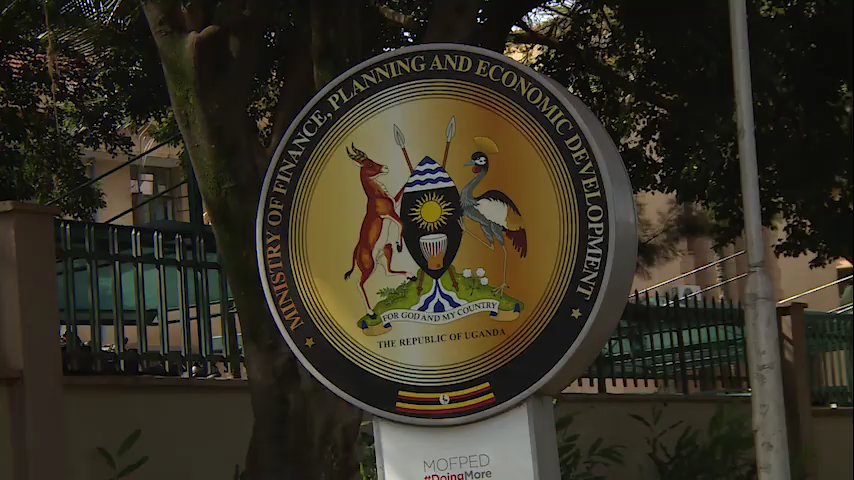 MINISTRY OF FINANCE, PLANNING AND ECONOMIC DEVELOPMENT
FOR GOD AND MY COUNTRY
THE REPUBLIC OF UGANDA
MOFPED
#DoingMore